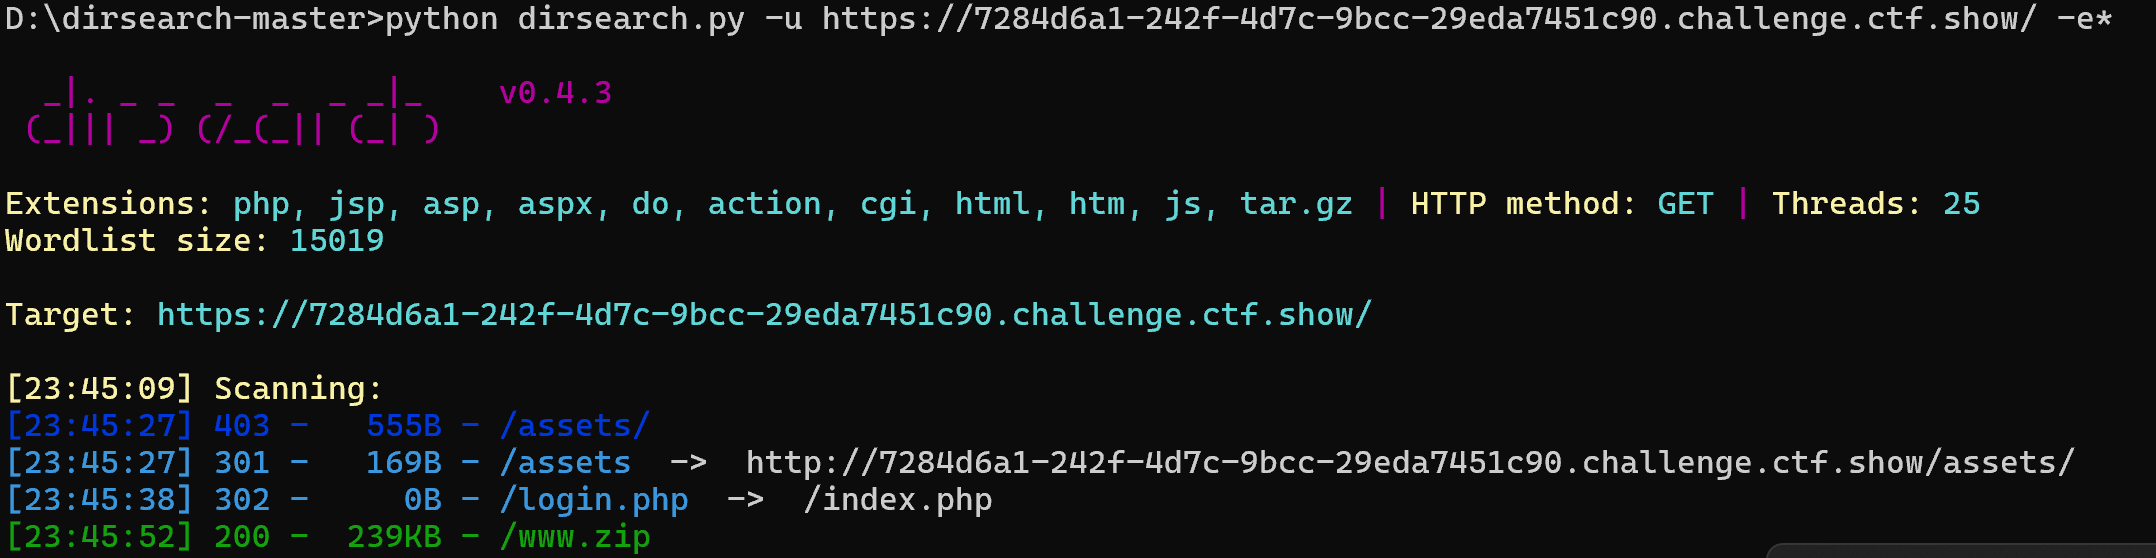 D:\dirsearch-master>python dirsearch.py -u https://7284d6a1-242f-4d7c-9bcc-29eda7451c90.challenge.ctf.show/ -e*
  _|. _ _  _  _  _ _|_    v0.4.3
 (_||| _) (/_(_|| (_| )
Extensions: php, jsp, asp, aspx, do, action, cgi, html, htm, js, tar.gz | HTTP method: GET | Threads: 25
Wordlist size: 15019
Target: https://7284d6a1-242f-4d7c-9bcc-29eda7451c90.challenge.ctf.show/
[23:45:09] Scanning:
[23:45:27] 403 -   555B - /assets/
[23:45:27] 301 -   169B - /assets  ->  http://7284d6a1-242f-4d7c-9bcc-29eda7451c90.challenge.ctf.show/assets/
[23:45:38] 302 -     0B - /login.php  ->  /index.php
[23:45:52] 200 -  239KB - /www.zip